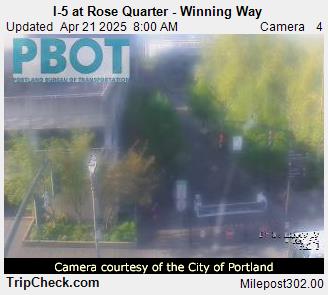 I-5 at Rose Quarter - Winning Way
Updated Apr 21 2025 8:00 AM Camera 4
PBOT
PORTLAND BUREAU OF TRANSPORTATION
Camera courtesy of the City of Portland
TripCheck.com Milepost302.00